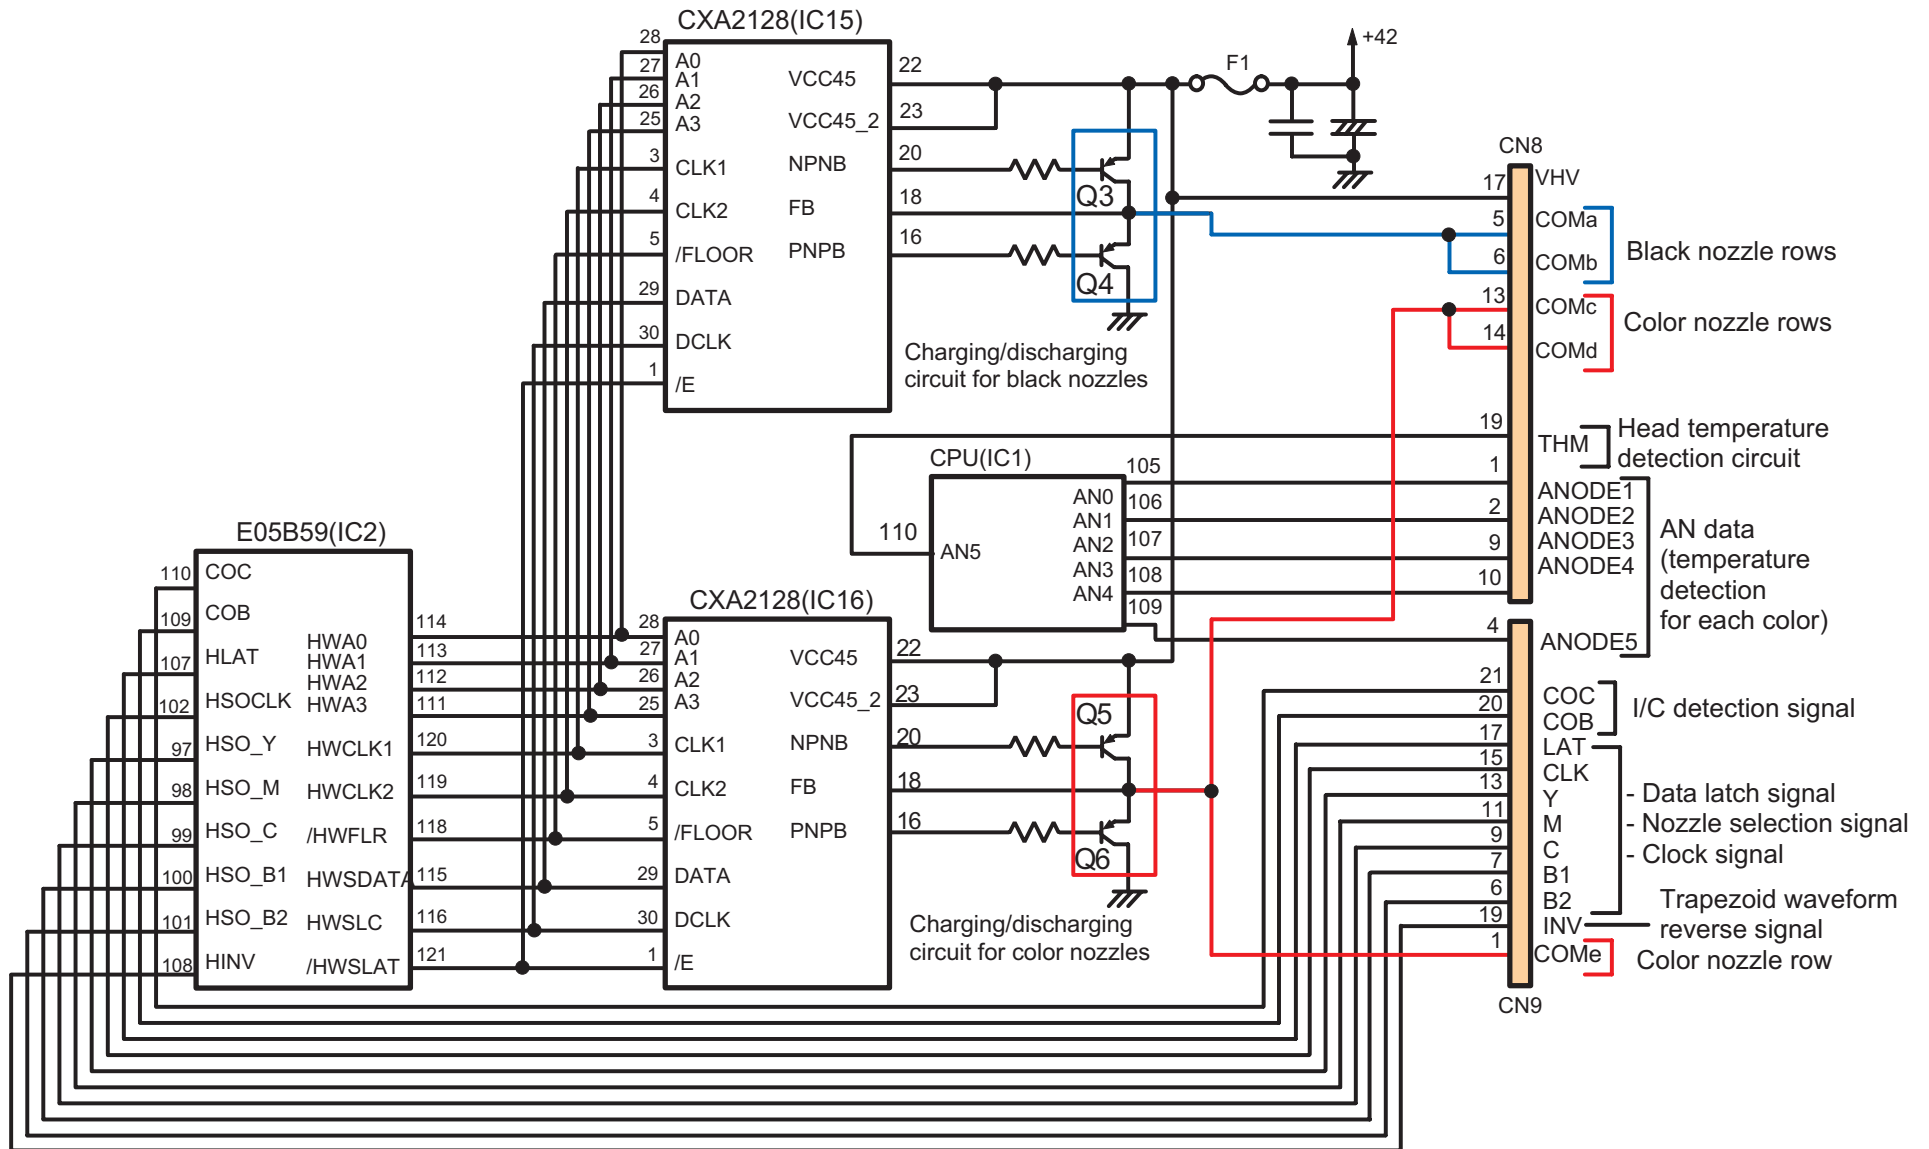 CXA2128(IC15)
28
27
26
25
3
4
5
29
30
1
A0
A1
A2
A3
CLK1
CLK2
/FLOOR
DATA
DCLK
/E
VCC45
VCC45_2
NPNB
FB
PNPB
22
23
20
18
16
Q3
Q4
F1
+42
Charging/discharging
circuit for black nozzles
CN8
17
5
6
13
14
19
1
2
9
10
VHV
COMa
COMb
COMc
COMd
THM
ANODE1
ANODE2
ANODE3
ANODE4
Black nozzle rows
Color nozzle rows
Head temperature
detection circuit
AN data
(temperature
detection
for each color)
CPU(IC1)
110
AN5
AN0
AN1
AN2
AN3
AN4
105
106
107
108
109
E05B59(IC2)
110
109
107
102
97
98
99
100
101
108
COC
COB
HLAT
HSOCLK
HSO_Y
HSO_M
HSO_C
HSO_B1
HSO_B2
HINV
HWA0
HWA1
HWA2
HWA3
HWCLK1
HWCLK2
/HWFLR
HWSDATA
HWSLC
/HWSLAT
114
113
112
111
120
119
118
115
116
121
CXA2128(IC16)
28
27
26
25
3
4
5
29
30
1
A0
A1
A2
A3
CLK1
CLK2
/FLOOR
DATA
DCLK
/E
VCC45
VCC45_2
NPNB
FB
PNPB
22
23
20
18
16
Q5
Q6
Charging/discharging
circuit for color nozzles
4
21
20
17
15
13
11
9
7
6
19
1
ANODE5
COC
COB
LAT
CLK
Y
M
C
B1
B2
INV
COMe
CN9
I/C detection signal
- Data latch signal
- Nozzle selection signal
- Clock signal
Trapezoid waveform
reverse signal
Color nozzle row